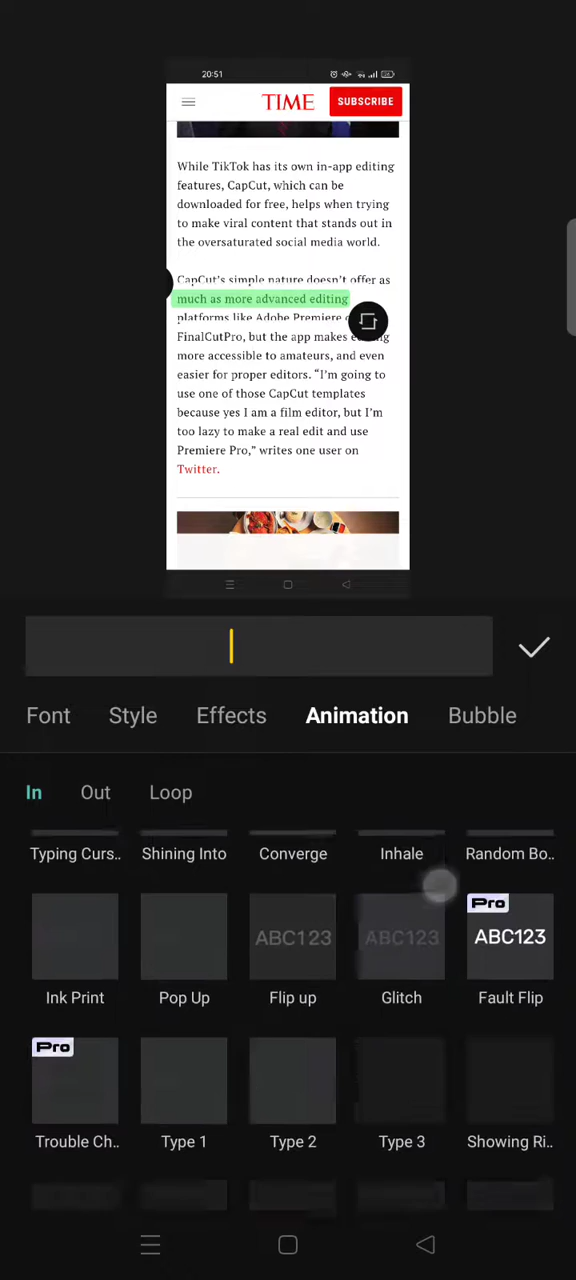 20:51
TIME
SUBSCRIBE
While TikTok has its own in-app editing
features, CapCut, which can be
downloaded for free, helps when trying
to make viral content that stands out in
the oversaturated social media world.
CapCut's simple nature doesn't offer as
much as more advanced editing
platforms like Adobe Premiere
FinalCutPro, but the app makes editing
more accessible to amateurs, and even
easier for proper editors. “I'm going to
use one of those CapCut templates
because yes I am a film editor, but I'm
too lazy to make a real edit and use
Premiere Pro,” writes one user on
Twitter.
Font Style Effects Animation Bubble
In Out Loop
Typing Curs.. Shining Into Converge Inhale Random Bo..
ABC123 ABC123 Pro ABC123
Ink Print Pop Up Flip up Glitch Fault Flip
Pro
Trouble Ch.. Type 1 Type 2 Type 3 Showing Ri..